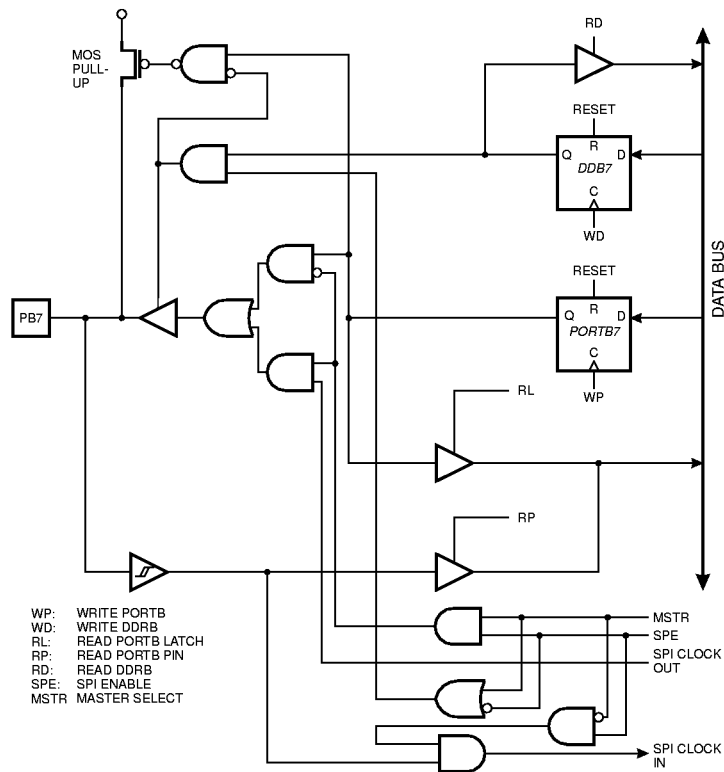 RD
MOS
PULL-
UP
RESET
R
Q
D
DDB7
C
WD
DATA BUS
RESET
R
Q
D
PB7
PORTB7
C
WP
RL
RP
WP: WRITE PORTB
WD: WRITE DDRB
RL: READ PORTB LATCH
RP: READ PORTB PIN
RD: READ DDRB
SPE: SPI ENABLE
MSTR MASTER SELECT
MSTR
SPE
SPI CLOCK
OUT
SPI CLOCK
IN